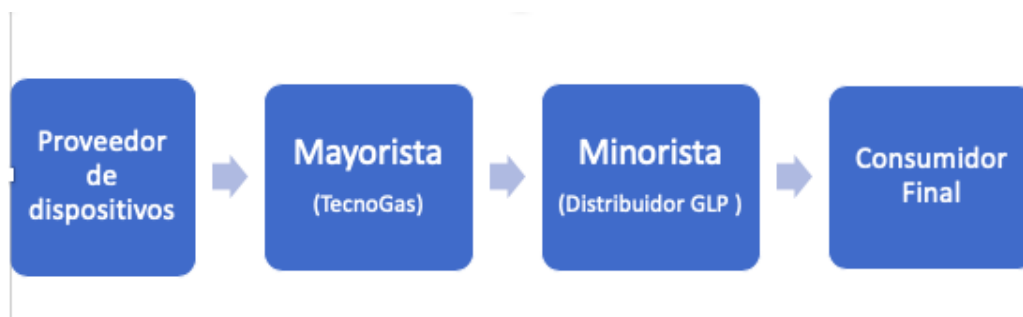 Proveedor
de
dispositivos
Mayorista
(TecnoGas)
Minorista
(Distribuidor GLP )
Consumidor
Final